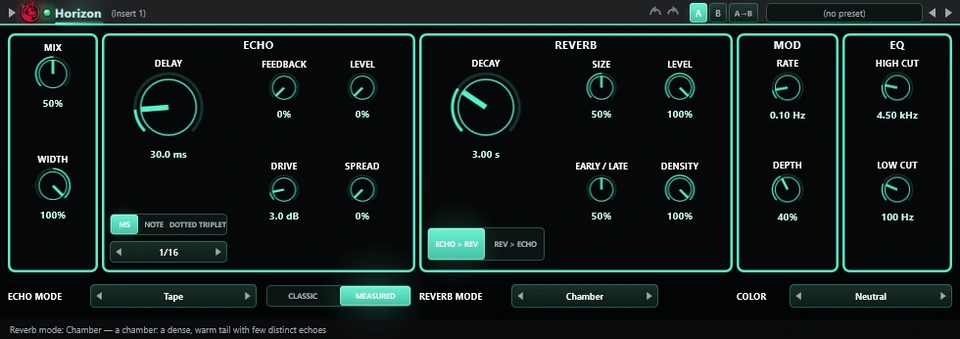 Horizon (Insert 1) A B A→B (no preset)
MIX
50%
WIDTH
100%
ECHO
DELAY
30.0 ms
FEEDBACK
0%
LEVEL
0%
DRIVE
3.0 dB
SPREAD
0%
MS NOTE DOTTED TRIPLET
1/16
REVERB
DECAY
3.00 s
SIZE
50%
LEVEL
100%
EARLY / LATE
50%
DENSITY
100%
ECHO > REV REV > ECHO
MOD
RATE
0.10 Hz
DEPTH
40%
EQ
HIGH CUT
4.50 kHz
LOW CUT
100 Hz
ECHO MODE Tape CLASSIC MEASURED REVERB MODE Chamber COLOR Neutral
Reverb mode: Chamber — a chamber: a dense, warm tail with few distinct echoes